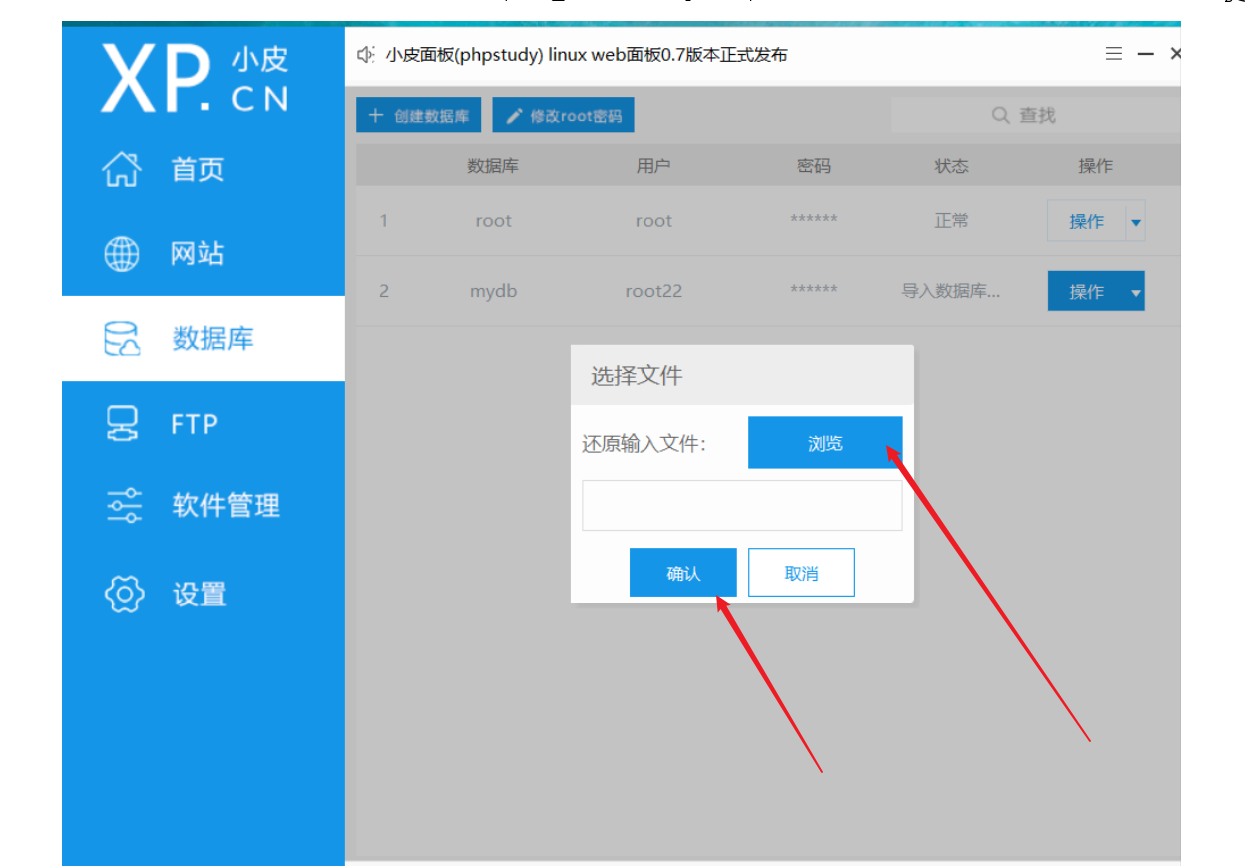 XP. 小皮 CN
小皮面板(phpstudy) linux web面板0.7版本正式发布
创建数据库 修改root密码 查找
首页
网站
数据库
FTP
软件管理
设置
数据库 用户 密码 状态 操作
1 root root ****** 正常 操作
2 mydb root22 ****** 导入数据库... 操作
选择文件
还原输入文件: 浏览
确认 取消